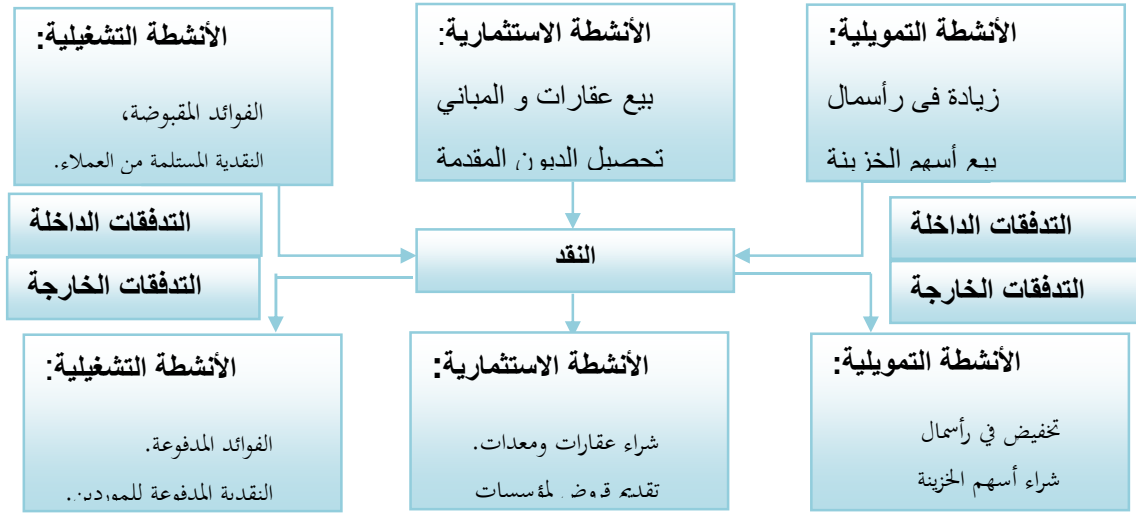 الأنشطة التمويلية:
زيادة في رأسمال
بيع أسهم الخزينة
الأنشطة الاستثمارية:
بيع عقارات و المباني
تحصيل الديون المقدمة
الأنشطة التشغيلية:
الفوائد المقبوضة،
النقدية المستلمة من العملاء.
التدفقات الداخلة
التدفقات الداخلة
النقد
التدفقات الخارجة
التدفقات الخارجة
الأنشطة التمويلية:
تخفيض في رأسمال
شراء أسهم الخزينة
الأنشطة الاستثمارية:
شراء عقارات ومعدات.
تقديم قروض لمؤسسات
الأنشطة التشغيلية:
الفوائد المدفوعة.
النقدية المدفوعة للموردين.